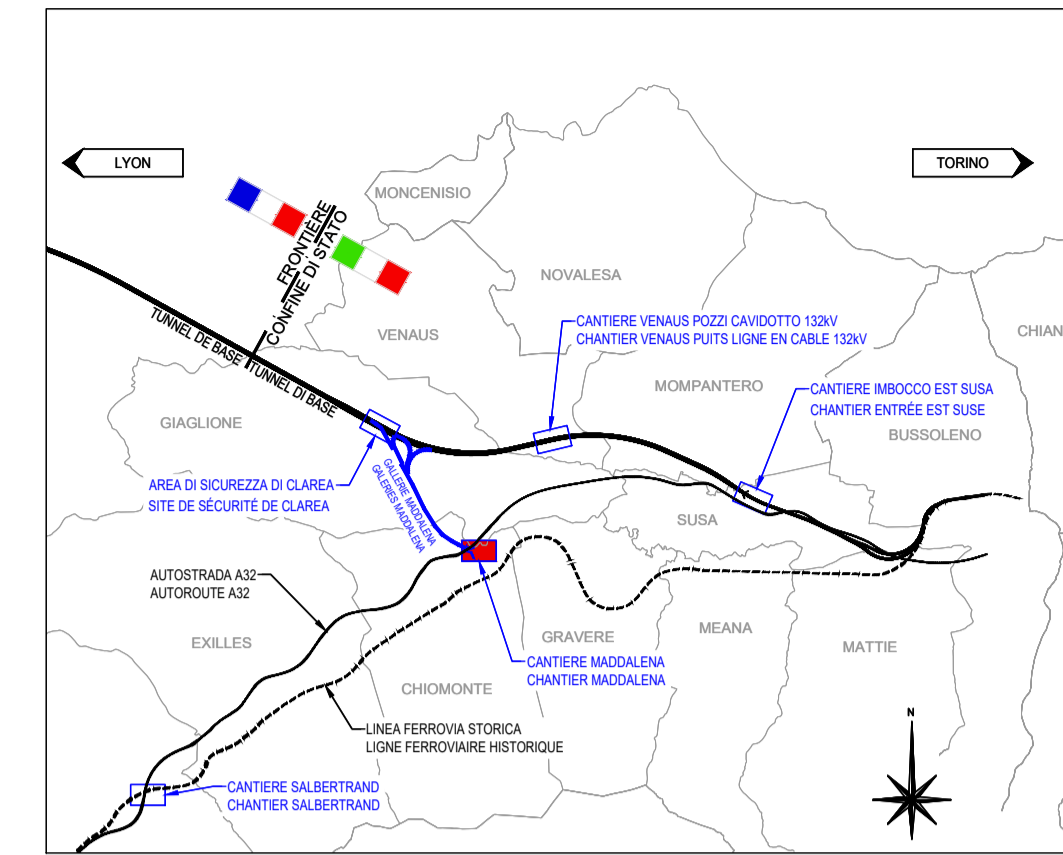 LYON
TORINO
MONCENISIO
FRONTIÈRE
CONFINE DI STATO
NOVALESA
VENAUS
CHIAN
TUNNEL DE BASE
TUNNEL DI BASE
CANTIERE VENAUS POZZI CAVIDOTTO 132kV
CHANTIER VENAUS PUITS LIGNE EN CABLE 132kV
MOMPANTERO
CANTIERE IMBOCCO EST SUSA
CHANTIER ENTRÉE EST SUSE
GIAGLIONE
BUSSOLENO
AREA DI SICUREZZA DI CLAREA
SITE DE SÉCURITÉ DE CLAREA
GALLERIE MADDALENA
GALERIES MADDALENA
SUSA
AUTOSTRADA A32
AUTOROUTE A32
EXILLES
GRAVERE
MEANA
MATTIE
CANTIERE MADDALENA
CHANTIER MADDALENA
CHIOMONTE
LINEA FERROVIA STORICA
LIGNE FERROVIAIRE HISTORIQUE
N
CANTIERE SALBERTRAND
CHANTIER SALBERTRAND